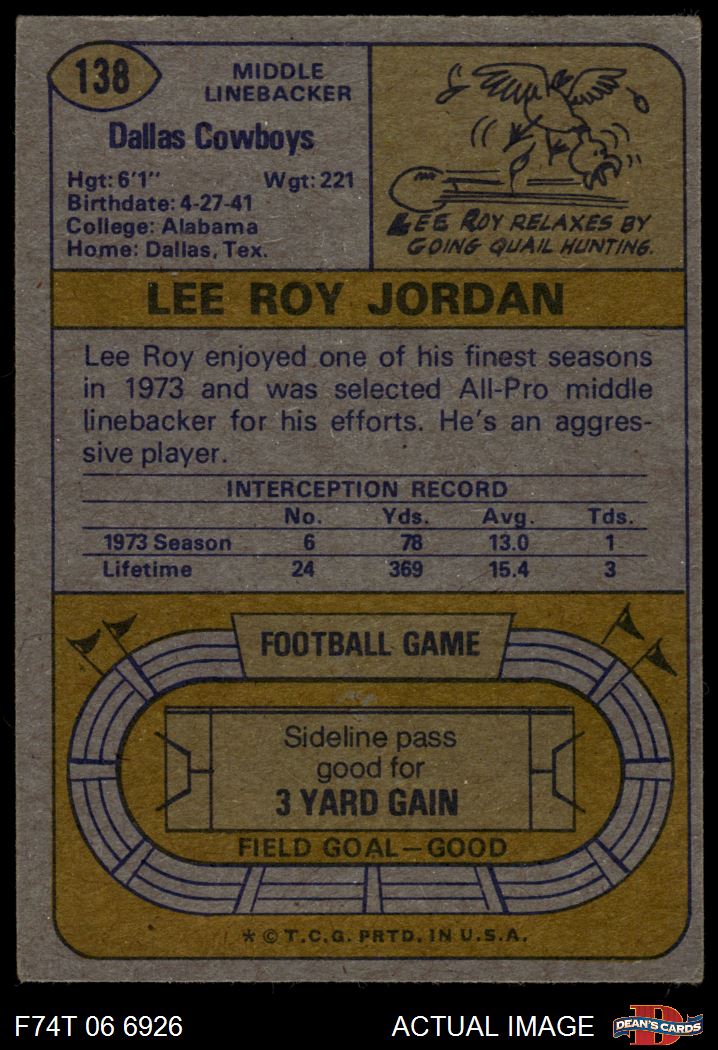 138
MIDDLE
LINEBACKER
Dallas Cowboys
Hgt: 6'1" Wgt: 221
Birthdate: 4-27-41
College: Alabama
Home: Dallas, Tex.
LEE ROY RELAXES BY
GOING QUAIL HUNTING.
LEE ROY JORDAN
Lee Roy enjoyed one of his finest seasons
in 1973 and was selected All-Pro middle
linebacker for his efforts. He's an aggres-
sive player.
INTERCEPTION RECORD
No. Yds. Avg. Tds.
1973 Season 6 78 13.0 1
Lifetime 24 369 15.4 3
FOOTBALL GAME
Sideline pass
good for
3 YARD GAIN
FIELD GOAL—GOOD
* © T.C.G. PRTD. IN U.S.A.
F74T 06 6926 ACTUAL IMAGE DEAN'S CARDS